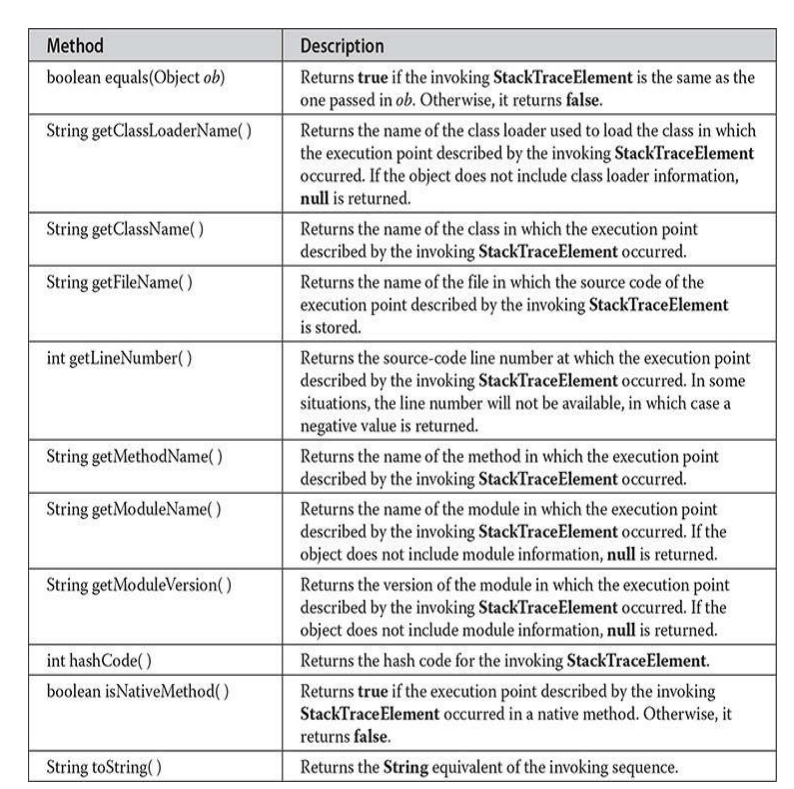 Method Description
boolean equals(Object ob) Returns true if the invoking StackTraceElement is the same as the
one passed in ob. Otherwise, it returns false.
String getClassLoaderName( ) Returns the name of the class loader used to load the class in which
the execution point described by the invoking StackTraceElement
occurred. If the object does not include class loader information,
null is returned.
String getClassName( ) Returns the name of the class in which the execution point
described by the invoking StackTraceElement occurred.
String getFileName( ) Returns the name of the file in which the source code of the
execution point described by the invoking StackTraceElement
is stored.
int getLineNumber( ) Returns the source-code line number at which the execution point
described by the invoking StackTraceElement occurred. In some
situations, the line number will not be available, in which case a
negative value is returned.
String getMethodName( ) Returns the name of the method in which the execution point
described by the invoking StackTraceElement occurred.
String getModuleName( ) Returns the name of the module in which the execution point
described by the invoking StackTraceElement occurred. If the
object does not include module information, null is returned.
String getModuleVersion( ) Returns the version of the module in which the execution point
described by the invoking StackTraceElement occurred. If the
object does not include module information, null is returned.
int hashCode( ) Returns the hash code for the invoking StackTraceElement.
boolean isNativeMethod( ) Returns true if the execution point described by the invoking
StackTraceElement occurred in a native method. Otherwise, it
returns false.
String toString( ) Returns the String equivalent of the invoking sequence.